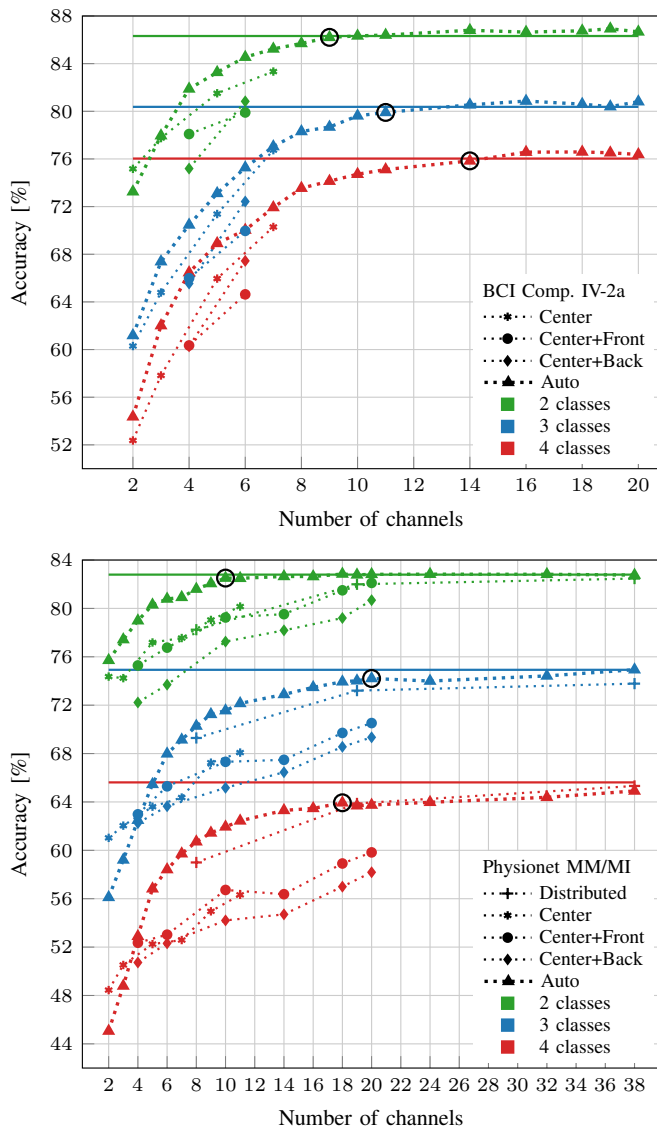 88
84
80
76
72
68
64
60
56
52
Accuracy [%]
BCI Comp. IV-2a
Center
Center+Front
Center+Back
Auto
2 classes
3 classes
4 classes
2 4 6 8 10 12 14 16 18 20
Number of channels
84
80
76
72
68
64
60
56
52
48
44
Accuracy [%]
Physionet MM/MI
Distributed
Center
Center+Front
Center+Back
Auto
2 classes
3 classes
4 classes
2 4 6 8 10 12 14 16 18 20 22 24 26 28 30 32 34 36 38
Number of channels